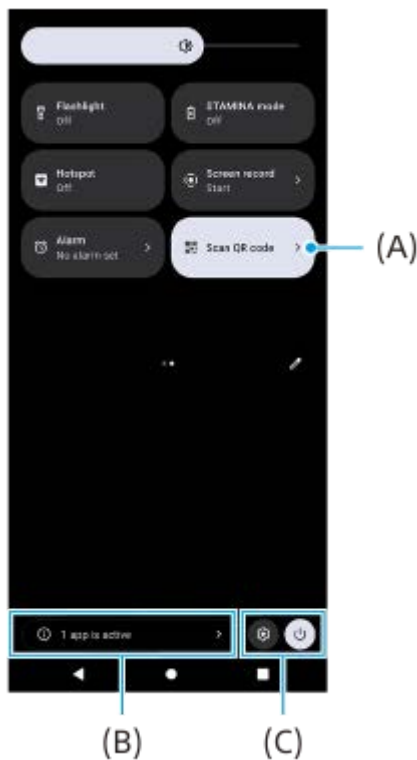 Flashlight
Off
STAMINA mode
Off
Hotspot
Off
Screen record
Start
Alarm
No alarm set
Scan QR code
(A)
1 app is active
(B)
(C)